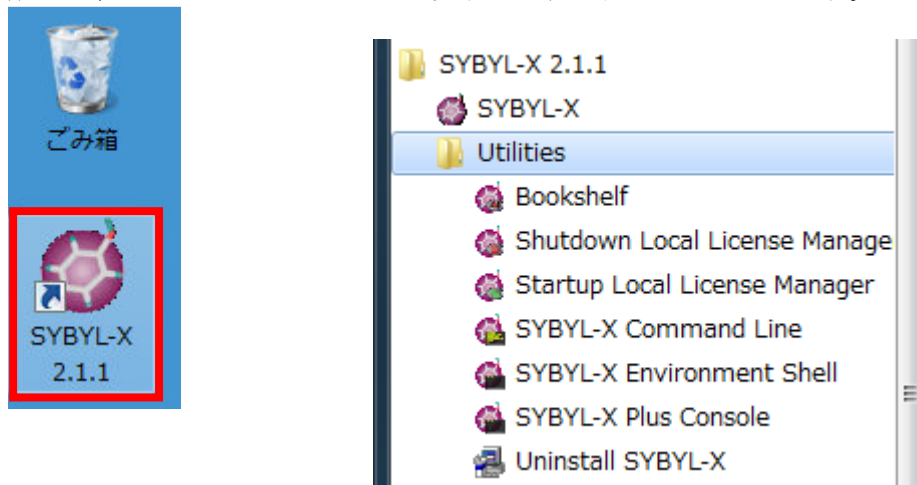 ごみ箱
SYBYL-X
2.1.1
SYBYL-X 2.1.1
SYBYL-X
Utilities
Bookshelf
Shutdown Local License Manage
Startup Local License Manager
SYBYL-X Command Line
SYBYL-X Environment Shell
SYBYL-X Plus Console
Uninstall SYBYL-X